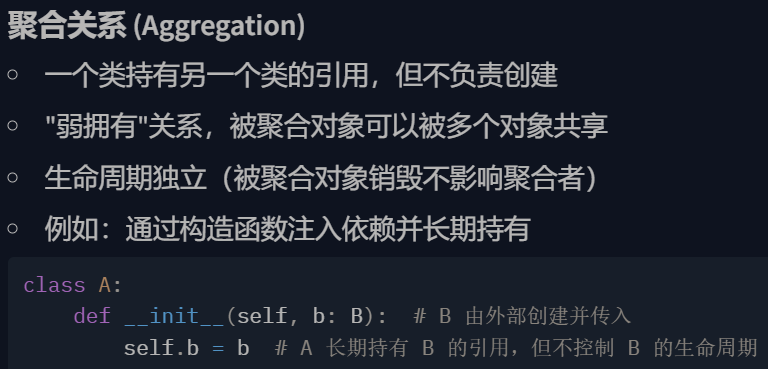 聚合关系 (Aggregation)
一个类持有另一个类的引用，但不负责创建
"弱拥有"关系，被聚合对象可以被多个对象共享
生命周期独立（被聚合对象销毁不影响聚合者）
例如：通过构造函数注入依赖并长期持有
class A:
    def __init__(self, b: B):  # B 由外部创建并传入
        self.b = b  # A 长期持有 B 的引用，但不控制 B 的生命周期